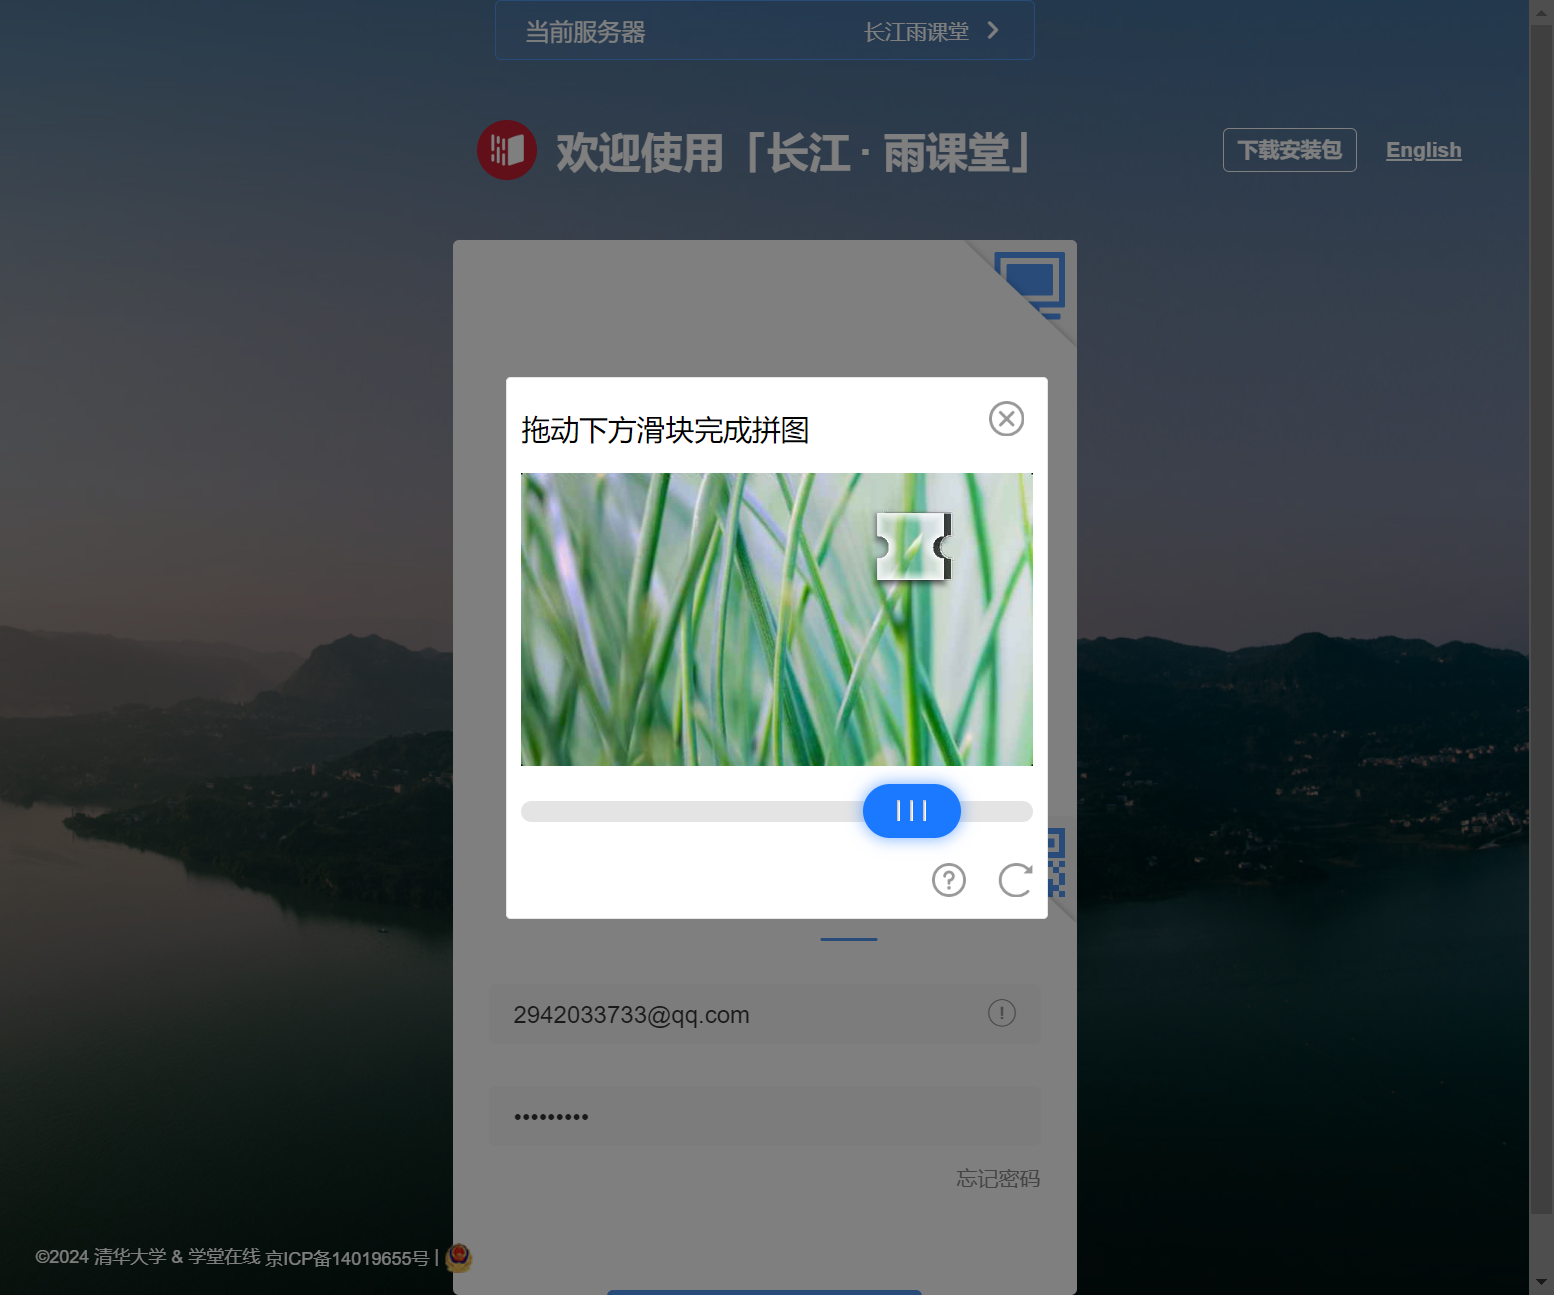 当前服务器 长江雨课堂
欢迎使用「长江 · 雨课堂」
下载安装包 English
拖动下方滑块完成拼图
2942033733@qq.com
•••••••••
忘记密码
©2024 清华大学 & 学堂在线 京ICP备14019655号 |